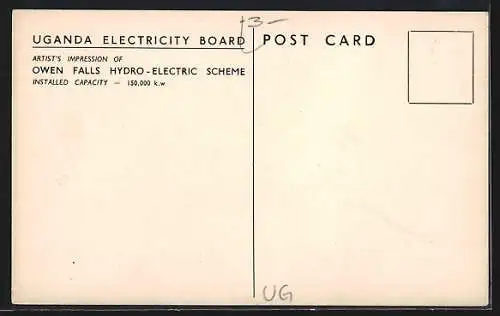 13-
UGANDA ELECTRICITY BOARD
POST CARD
ARTIST'S IMPRESSION OF
OWEN FALLS HYDRO-ELECTRIC SCHEME
INSTALLED CAPACITY — 150,000 k.w
UG